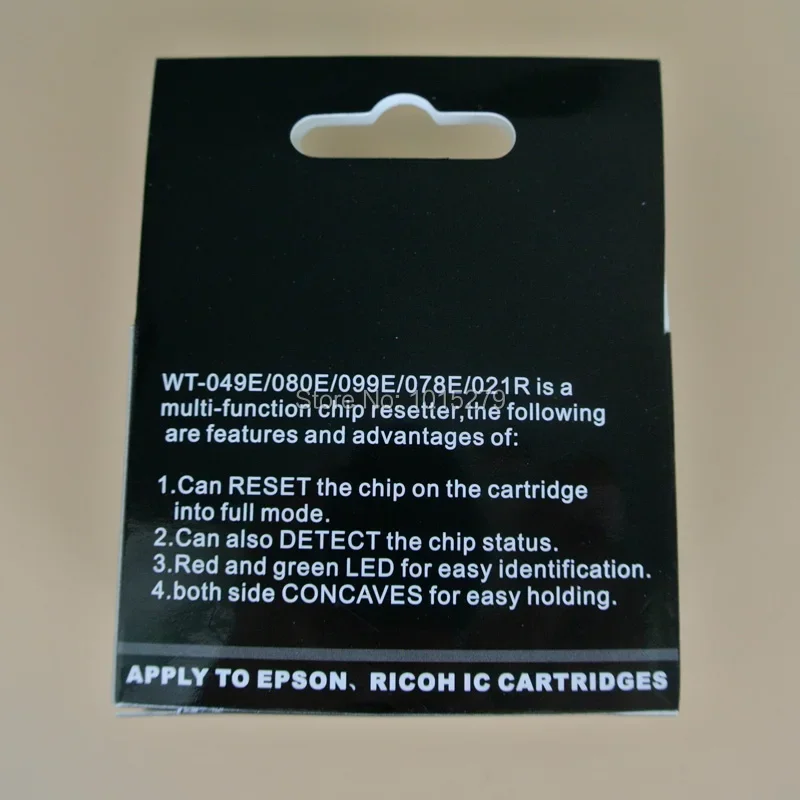 WT-049E/080E/099E/078E/021R is a
Store No: 1015279
multi-function chip resetter,the following
are features and advantages of:
1.Can RESET the chip on the cartridge
into full mode.
2.Can also DETECT the chip status.
3.Red and green LED for easy identification.
4.both side CONCAVES for easy holding.
APPLY TO EPSON、RICOH IC CARTRIDGES